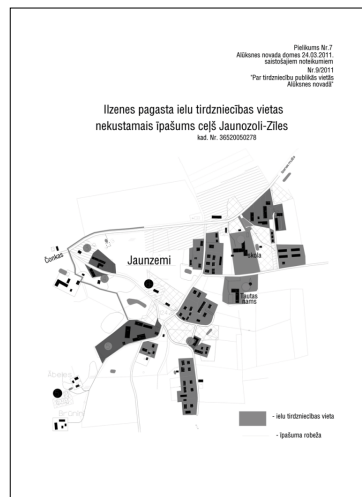 Pielikums Nr.7
Alūksnes novada domes 24.03.2011.
saistošajiem noteikumiem
Nr.9/2011
"Par tirdzniecību publiskās vietās
Alūksnes novadā"
Ilzenes pagasta ielu tirdzniecības vietas
nekustamais īpašums ceļš Jaunozoli-Zīles
kad. Nr. 36520050278
Čonkas
Jaunzemi
skola
Tautas
nams
- ielu tirdzniecības vieta
- īpašuma robeža